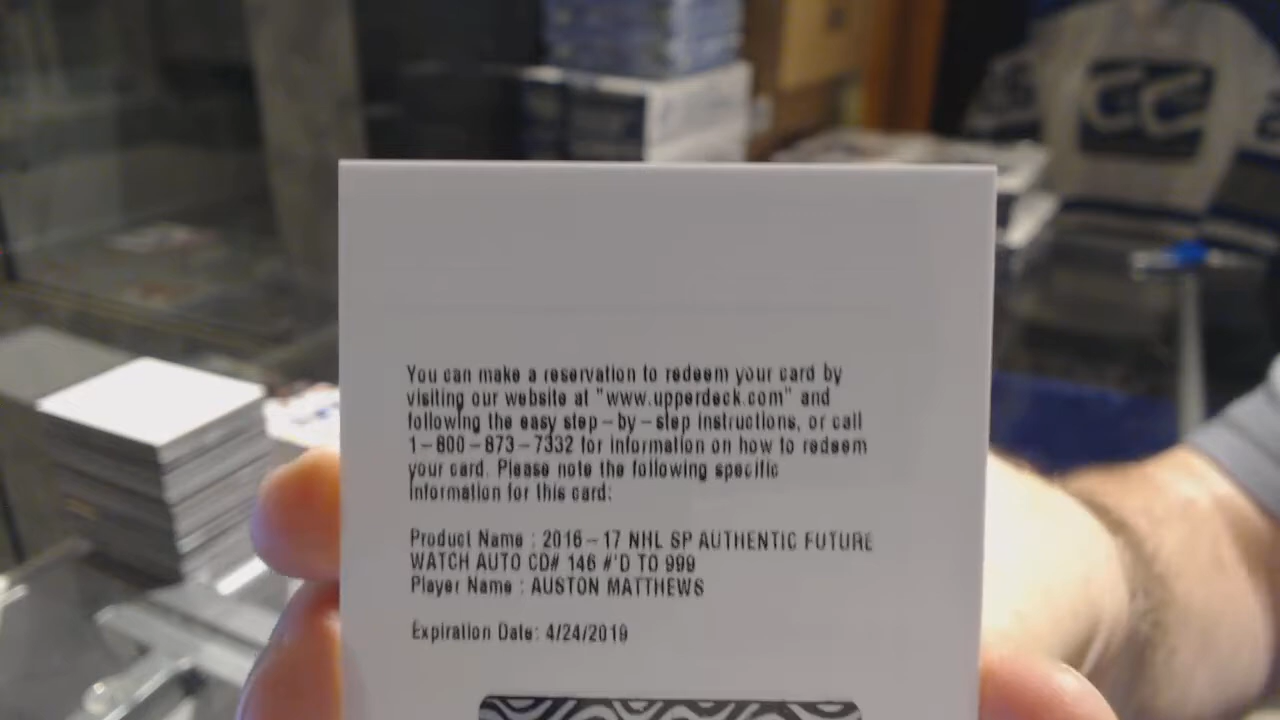 You can make a reservation to redeem your card by
visiting our website at "www.upperdeck.com" and
following the easy step-by-step instructions, or call
1-800-873-7332 for information on how to redeem
your card. Please note the following specific
information for this card:
Product Name : 2016-17 NHL SP AUTHENTIC FUTURE
WATCH AUTO CD# 146 #'D TO 999
Player Name : AUSTON MATTHEWS
Expiration Date: 4/24/2019